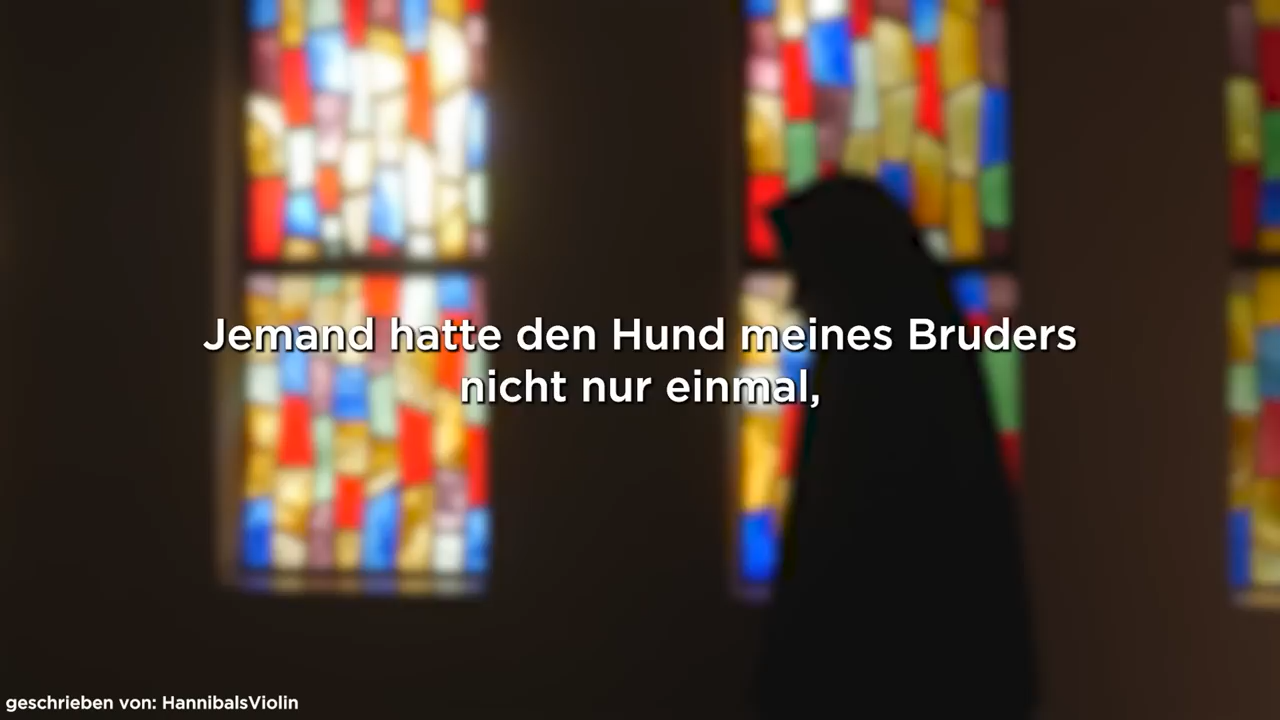 Jemand hatte den Hund meines Bruders
nicht nur einmal,
geschrieben von: HannibalsViolin